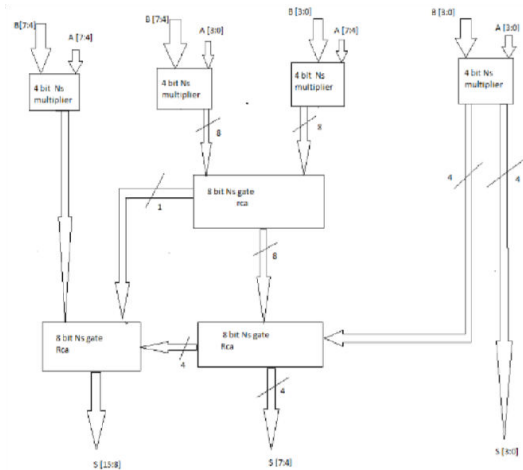 B[7:4]
A [7:4]
B [7:4]
A [3:0]
B [3:0]
A [7:4]
B [3:0]
A [3:0]
4 bit Ns
multiplier
4 bit Ns
multiplier
4 bit Ns
multiplier
4 bit Ns
multiplier
8
8
4
4
8 bit Ns gate
rca
1
8
8 bit Ns gate
Rca
8 bit Ns gate
Rca
4
4
S [15:8]
S [7:4]
S [3:0]